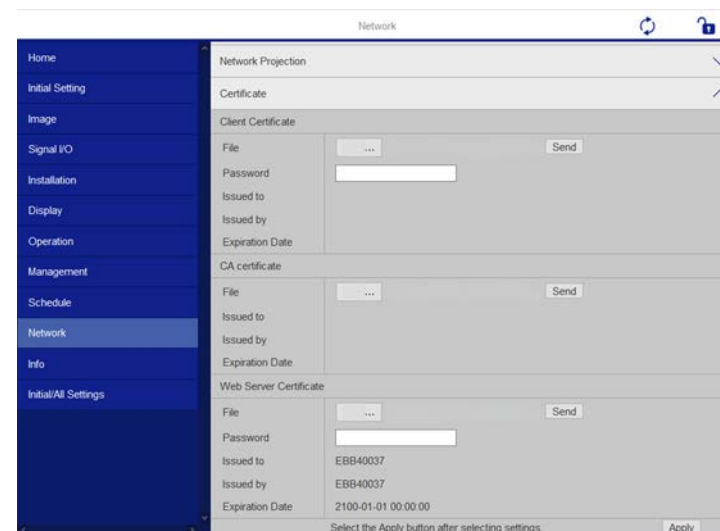 Network
Home
Initial Setting
Image
Signal I/O
Installation
Display
Operation
Management
Schedule
Network
Info
Initial/All Settings
Network Projection
Certificate
Client Certificate
File ... Send
Password
Issued to
Issued by
Expiration Date
CA certificate
File ... Send
Issued to
Issued by
Expiration Date
Web Server Certificate
File ... Send
Password
Issued to EBB40037
Issued by EBB40037
Expiration Date 2100-01-01 00:00:00
Select the Apply button after selecting settings. Apply